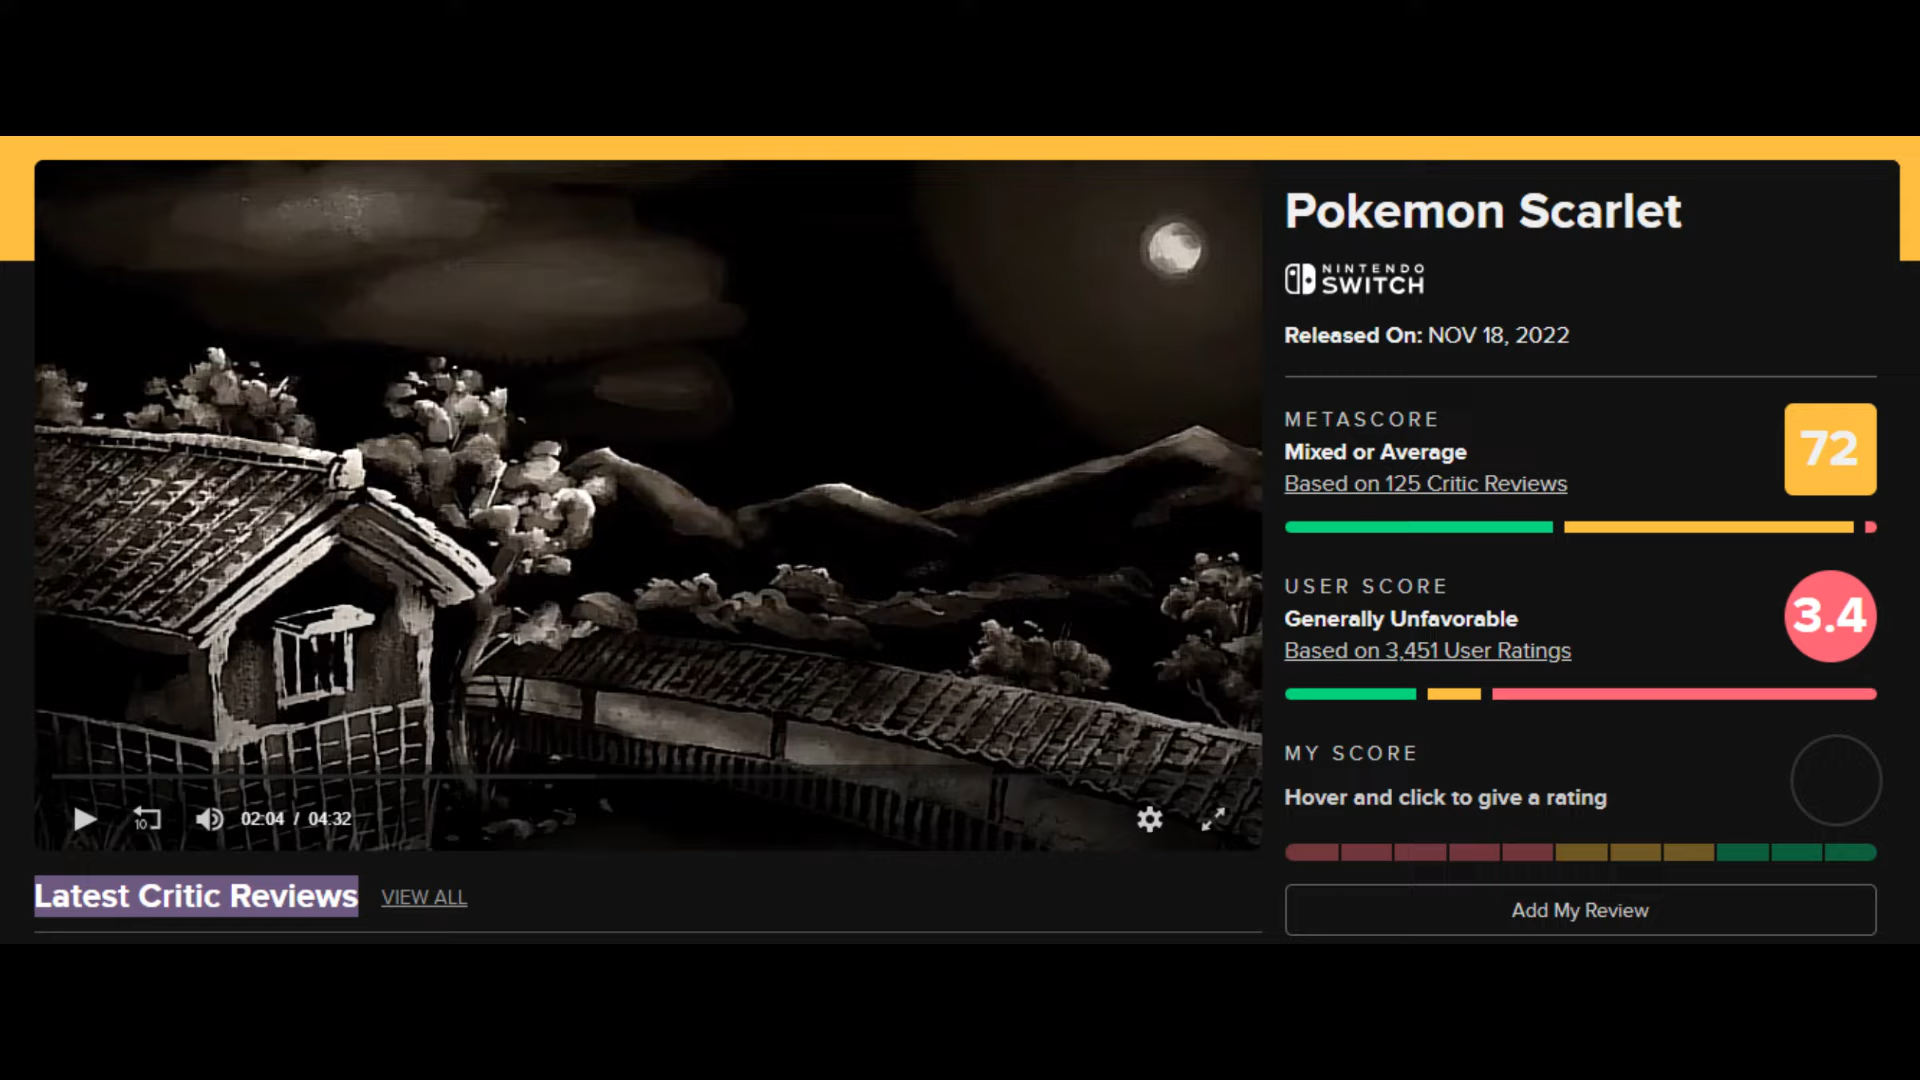 Pokemon Scarlet
NINTENDO
SWITCH
Released On: NOV 18, 2022
METASCORE
Mixed or Average
Based on 125 Critic Reviews
72
USER SCORE
Generally Unfavorable
Based on 3,451 User Ratings
3.4
MY SCORE
Hover and click to give a rating
Add My Review
10
02:04 / 04:32
Latest Critic Reviews
VIEW ALL